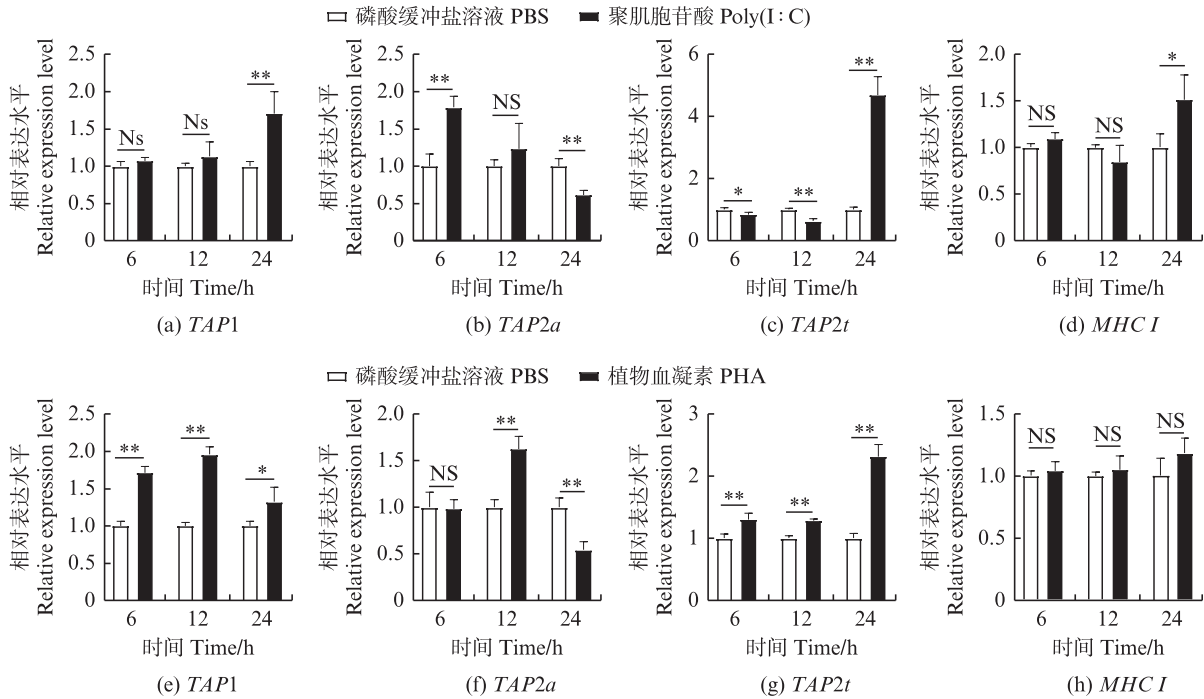 磷酸缓冲盐溶液 PBS 聚肌胞苷酸 Poly(I∶C)
相对表达水平
Relative expression level
2.5
2.0
1.5
1.0
0.5
0
Ns
Ns
**
6 12 24
时间 Time/h
(a) TAP1
相对表达水平
Relative expression level
2.5
2.0
1.5
1.0
0.5
0
**
NS
**
6 12 24
时间 Time/h
(b) TAP2a
相对表达水平
Relative expression level
6
4
2
0
*
**
**
6 12 24
时间 Time/h
(c) TAP2t
相对表达水平
Relative expression level
2.0
1.5
1.0
0.5
0
NS
NS
*
6 12 24
时间 Time/h
(d) MHC I
磷酸缓冲盐溶液 PBS 植物血凝素 PHA
相对表达水平
Relative expression level
2.5
2.0
1.5
1.0
0.5
0
**
**
*
6 12 24
时间 Time/h
(e) TAP1
相对表达水平
Relative expression level
2.0
1.5
1.0
0.5
0
NS
**
**
6 12 24
时间 Time/h
(f) TAP2a
相对表达水平
Relative expression level
3
2
1
0
**
**
**
6 12 24
时间 Time/h
(g) TAP2t
相对表达水平
Relative expression level
1.5
1.0
0.5
0
NS
NS
NS
6 12 24
时间 Time/h
(h) MHC I